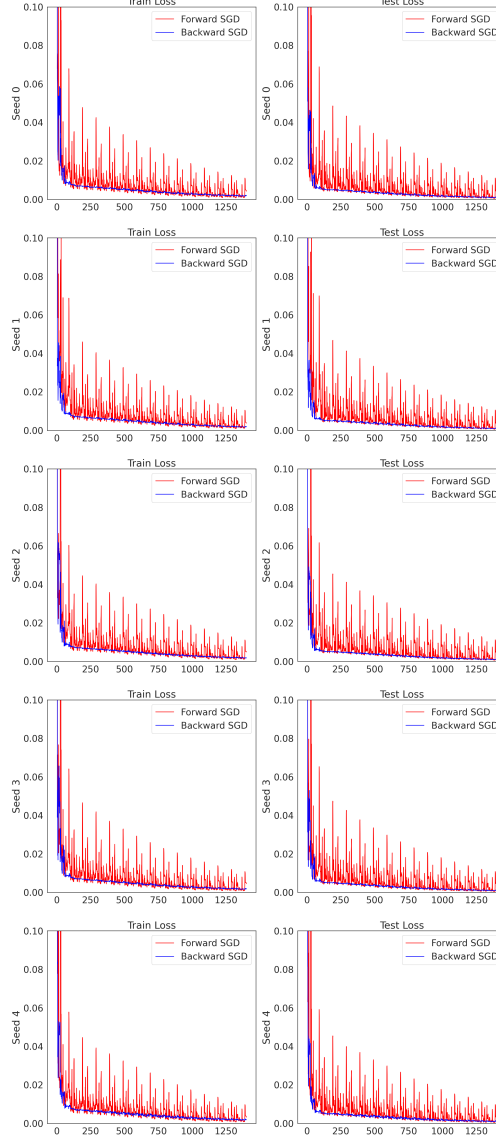 Train Loss Test Loss
0.10 0.10
Forward SGD Forward SGD
Backward SGD Backward SGD
0.08 0.08
0.06 0.06
Seed 0 Seed 0
0.04 0.04
0.02 0.02
0.00 0.00
0 250 500 750 1000 1250 0 250 500 750 1000 1250
Train Loss Test Loss
0.10 0.10
Forward SGD Forward SGD
Backward SGD Backward SGD
0.08 0.08
0.06 0.06
Seed 1 Seed 1
0.04 0.04
0.02 0.02
0.00 0.00
0 250 500 750 1000 1250 0 250 500 750 1000 1250
Train Loss Test Loss
0.10 0.10
Forward SGD Forward SGD
Backward SGD Backward SGD
0.08 0.08
0.06 0.06
Seed 2 Seed 2
0.04 0.04
0.02 0.02
0.00 0.00
0 250 500 750 1000 1250 0 250 500 750 1000 1250
Train Loss Test Loss
0.10 0.10
Forward SGD Forward SGD
Backward SGD Backward SGD
0.08 0.08
0.06 0.06
Seed 3 Seed 3
0.04 0.04
0.02 0.02
0.00 0.00
0 250 500 750 1000 1250 0 250 500 750 1000 1250
Train Loss Test Loss
0.10 0.10
Forward SGD Forward SGD
Backward SGD Backward SGD
0.08 0.08
0.06 0.06
Seed 4 Seed 4
0.04 0.04
0.02 0.02
0.00 0.00
0 250 500 750 1000 1250 0 250 500 750 1000 1250